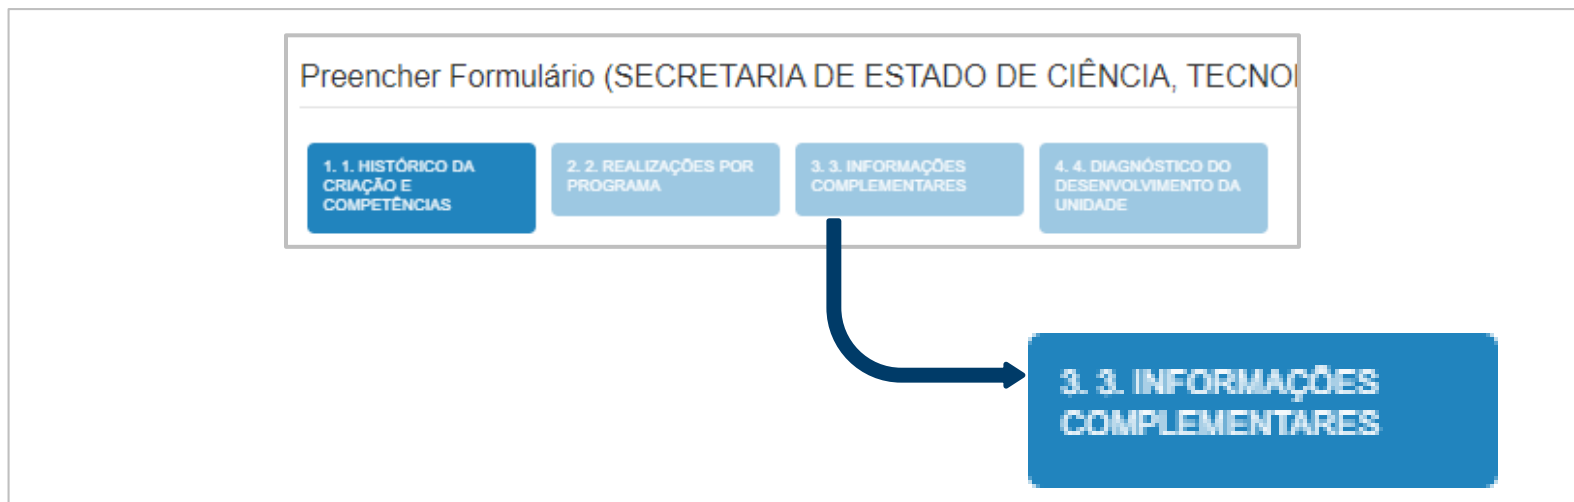 Preencher Formulário (SECRETARIA DE ESTADO DE CIÊNCIA, TECNOI
1. 1. HISTÓRICO DA
CRIAÇÃO E
COMPETÊNCIAS
2. 2. REALIZAÇÕES POR
PROGRAMA
3. 3. INFORMAÇÕES
COMPLEMENTARES
4. 4. DIAGNÓSTICO DO
DESENVOLVIMENTO DA
UNIDADE
3. 3. INFORMAÇÕES
COMPLEMENTARES